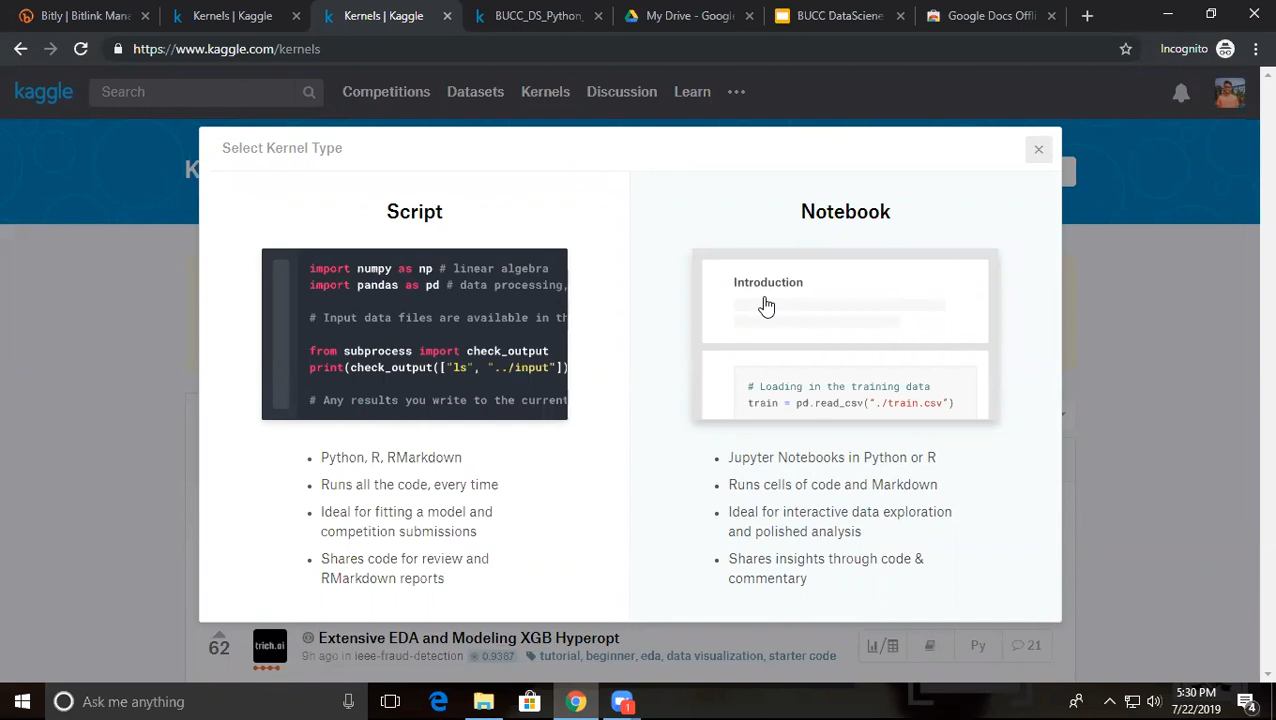 Bitly | Bitlink Mana
Kernels | Kaggle
Kernels | Kaggle
BUCC_DS_Python_
My Drive - Google
BUCC DataScienc
Google Docs Offli
https://www.kaggle.com/kernels
Incognito
kaggle
Search
Competitions
Datasets
Kernels
Discussion
Learn
K
Select Kernel Type
Script
import numpy as np # linear algebra
import pandas as pd # data processing,
# Input data files are available in th
from subprocess import check_output
print(check_output(["ls", "../input"])
# Any results you write to the current
Python, R, RMarkdown
Runs all the code, every time
Ideal for fitting a model and
competition submissions
Shares code for review and
RMarkdown reports
Notebook
Introduction
# Loading in the training data
train = pd.read_csv("./train.csv")
Jupyter Notebooks in Python or R
Runs cells of code and Markdown
Ideal for interactive data exploration
and polished analysis
Shares insights through code &
commentary
62
trich.ai
Extensive EDA and Modeling XGB Hyperopt
9h ago in ieee-fraud-detection 0.9387 tutorial, beginner, eda, data visualization, starter code
Py
21
Ask me anything
1
5:30 PM
7/22/2019
4